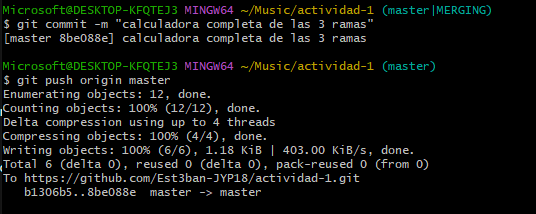 Microsoft@DESKTOP-KFQTEJ3 MINGW64 ~/Music/actividad-1 (master|MERGING)
$ git commit -m "calculadora completa de las 3 ramas"
[master 8be088e] calculadora completa de las 3 ramas
Microsoft@DESKTOP-KFQTEJ3 MINGW64 ~/Music/actividad-1 (master)
$ git push origin master
Enumerating objects: 12, done.
Counting objects: 100% (12/12), done.
Delta compression using up to 4 threads
Compressing objects: 100% (4/4), done.
Writing objects: 100% (6/6), 1.18 KiB | 403.00 KiB/s, done.
Total 6 (delta 0), reused 0 (delta 0), pack-reused 0 (from 0)
To https://github.com/Est3ban-JYP18/actividad-1.git
   b1306b5..8be088e  master -> master